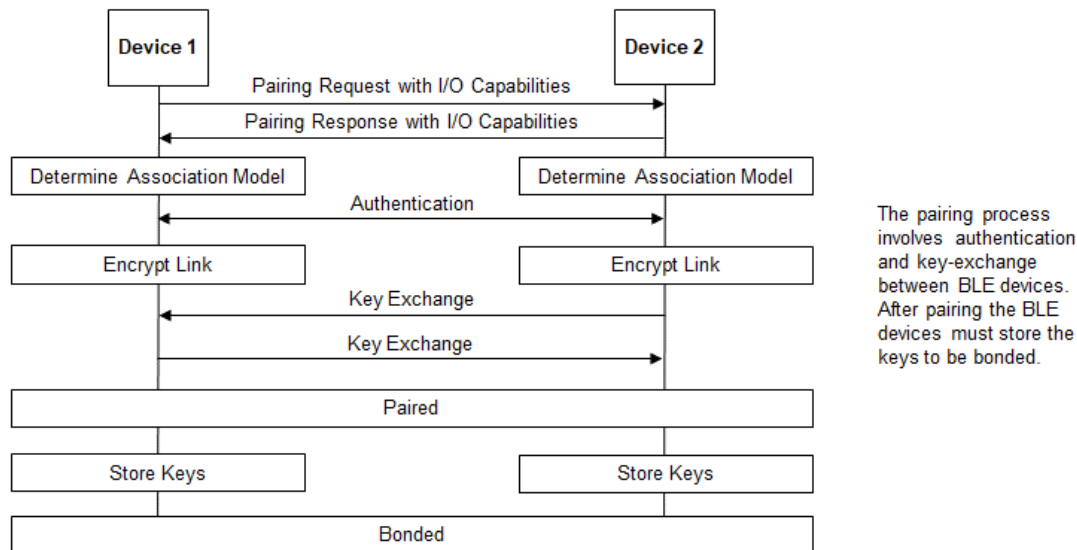 Device 1
Device 2
Pairing Request with I/O Capabilities
Pairing Response with I/O Capabilities
Determine Association Model
Determine Association Model
Authentication
Encrypt Link
Encrypt Link
Key Exchange
Key Exchange
Paired
Store Keys
Store Keys
Bonded
The pairing process
involves authentication
and key-exchange
between BLE devices.
After pairing the BLE
devices must store the
keys to be bonded.